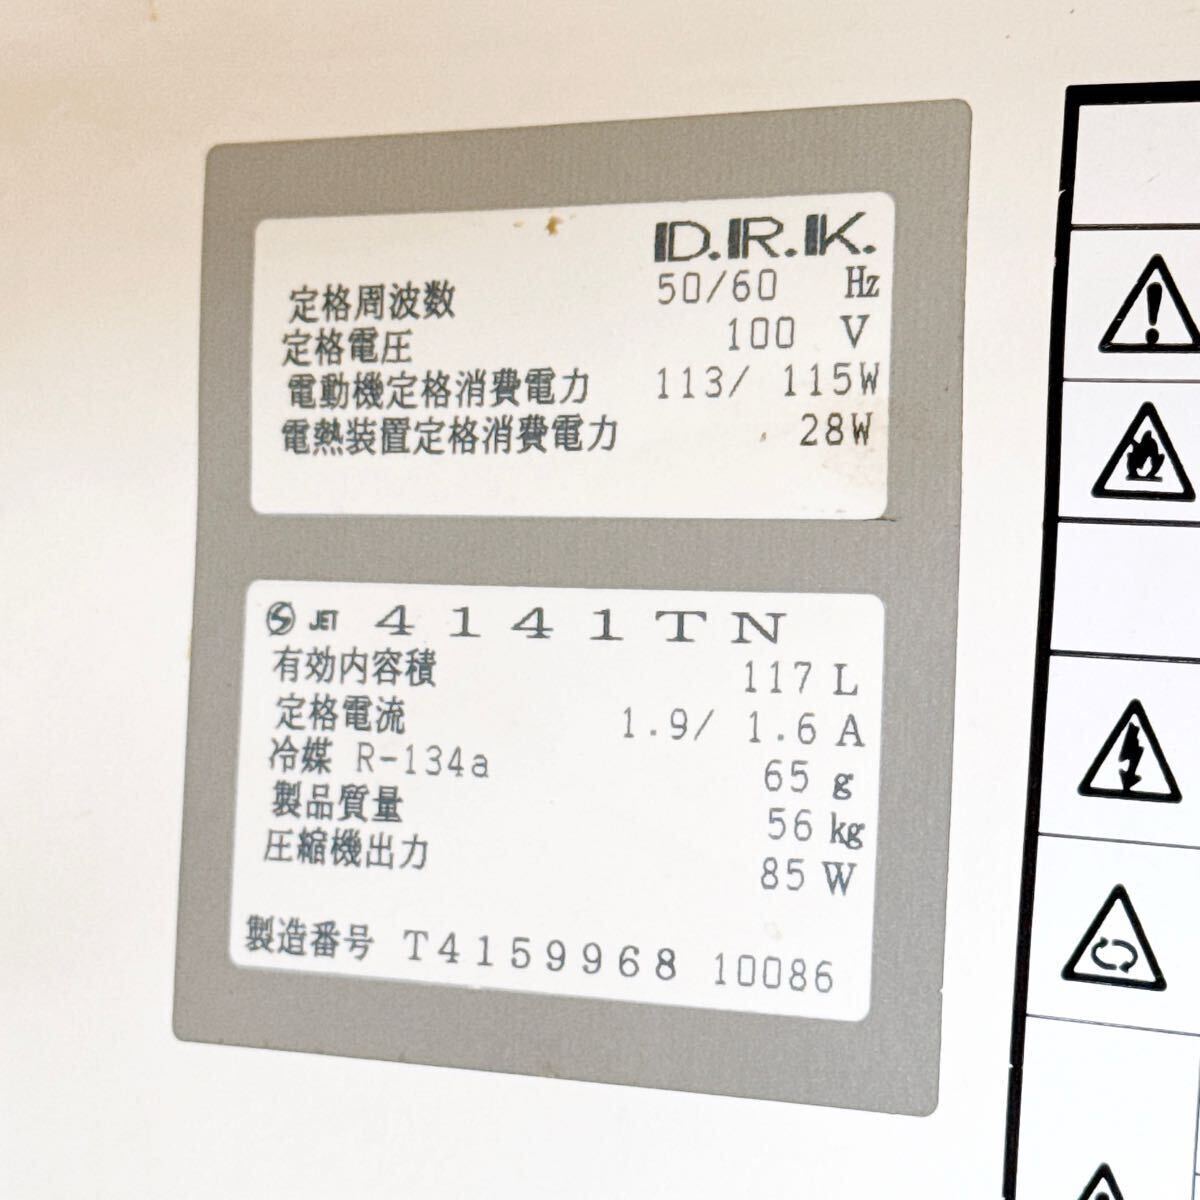 D.R.K.
定格周波数 50/60 Hz
定格電圧 100 V
電動機定格消費電力 113/ 115W
電熱装置定格消費電力 28W
JET 4141TN
有効内容積 117 L
定格電流 1.9/ 1.6 A
冷媒 R-134a 65 g
製品質量 56 kg
圧縮機出力 85 W
製造番号 T4159968 10086